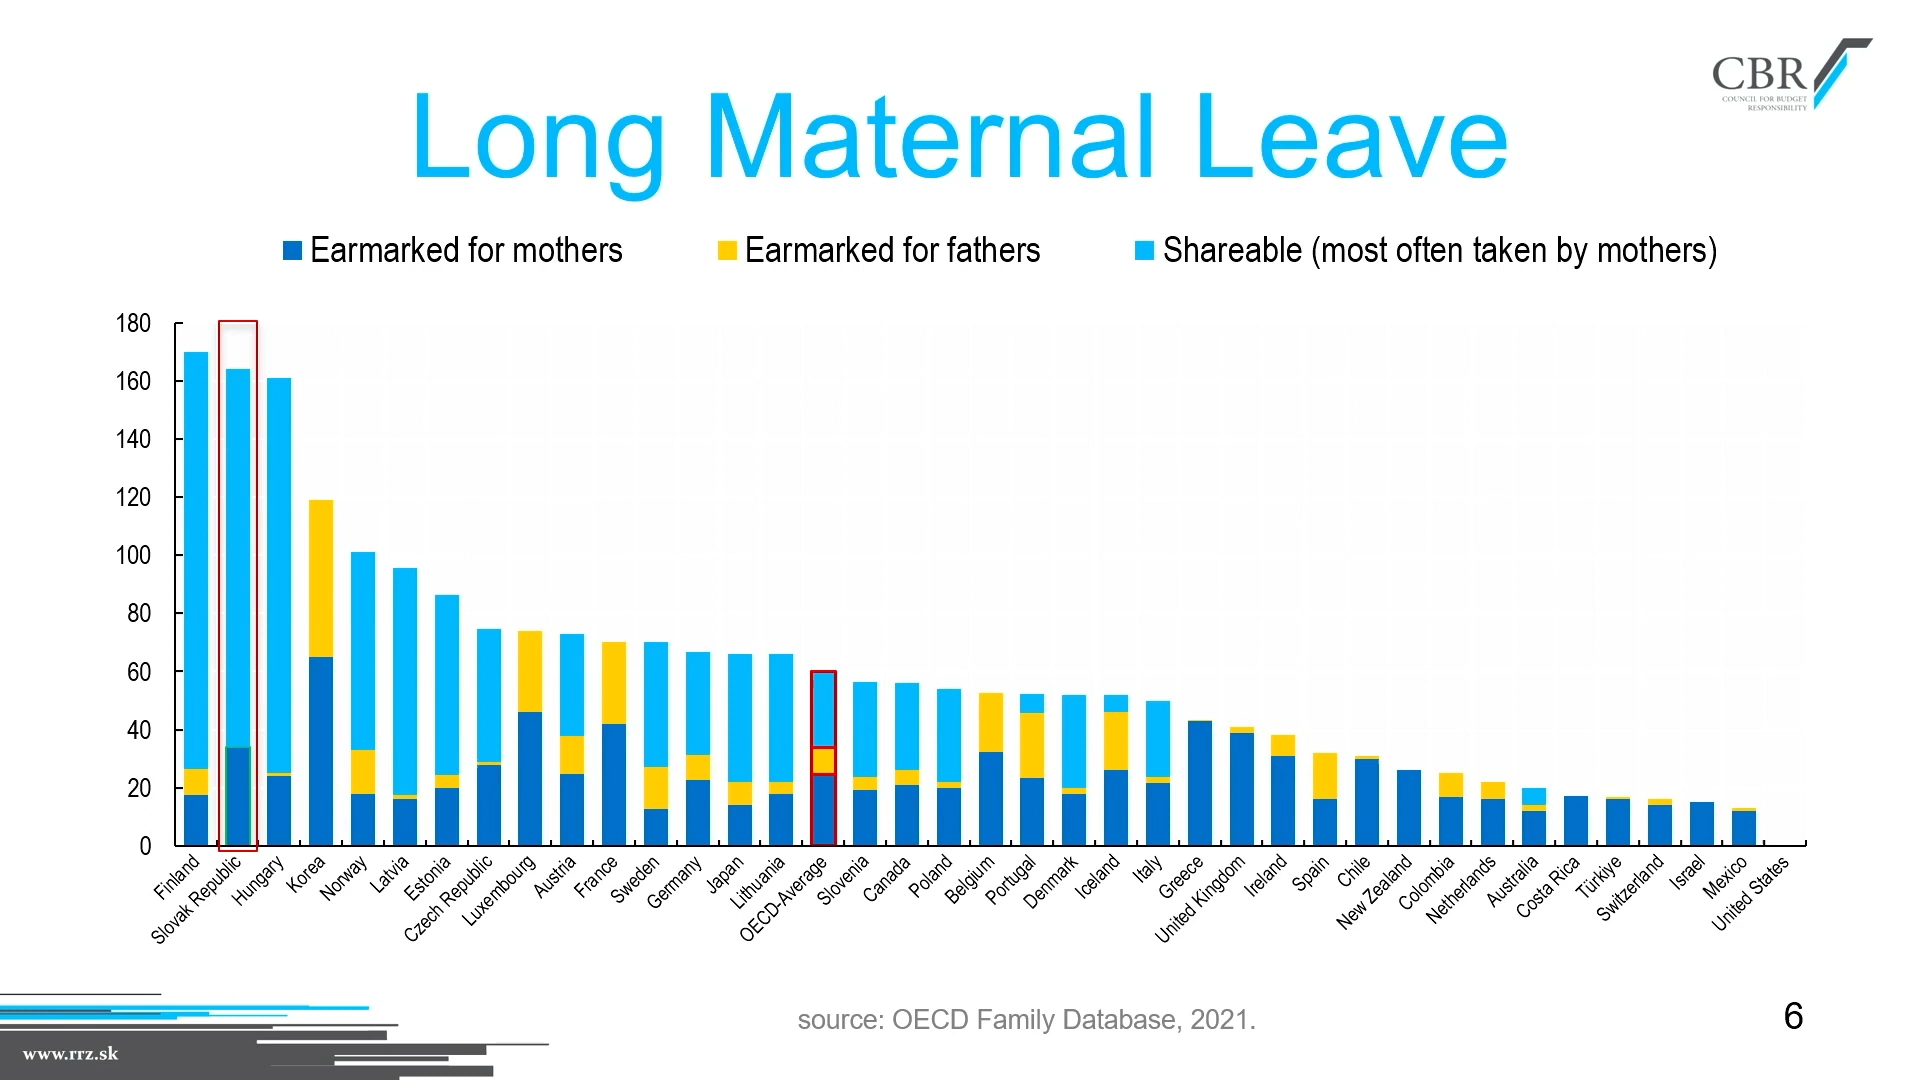 CBR
COUNCIL FOR BUDGET
RESPONSIBILITY
Long Maternal Leave
Earmarked for mothers
Earmarked for fathers
Shareable (most often taken by mothers)
180
160
140
120
100
80
60
40
20
0
Finland
Slovak Republic
Hungary
Korea
Norway
Latvia
Estonia
Czech Republic
Luxembourg
Austria
France
Sweden
Germany
Japan
Lithuania
OECD-Average
Slovenia
Canada
Poland
Belgium
Portugal
Denmark
Iceland
Italy
Greece
United Kingdom
Ireland
Spain
Chile
New Zealand
Colombia
Netherlands
Australia
Costa Rica
Türkiye
Switzerland
Israel
Mexico
United States
source: OECD Family Database, 2021.
6
www.rrz.sk